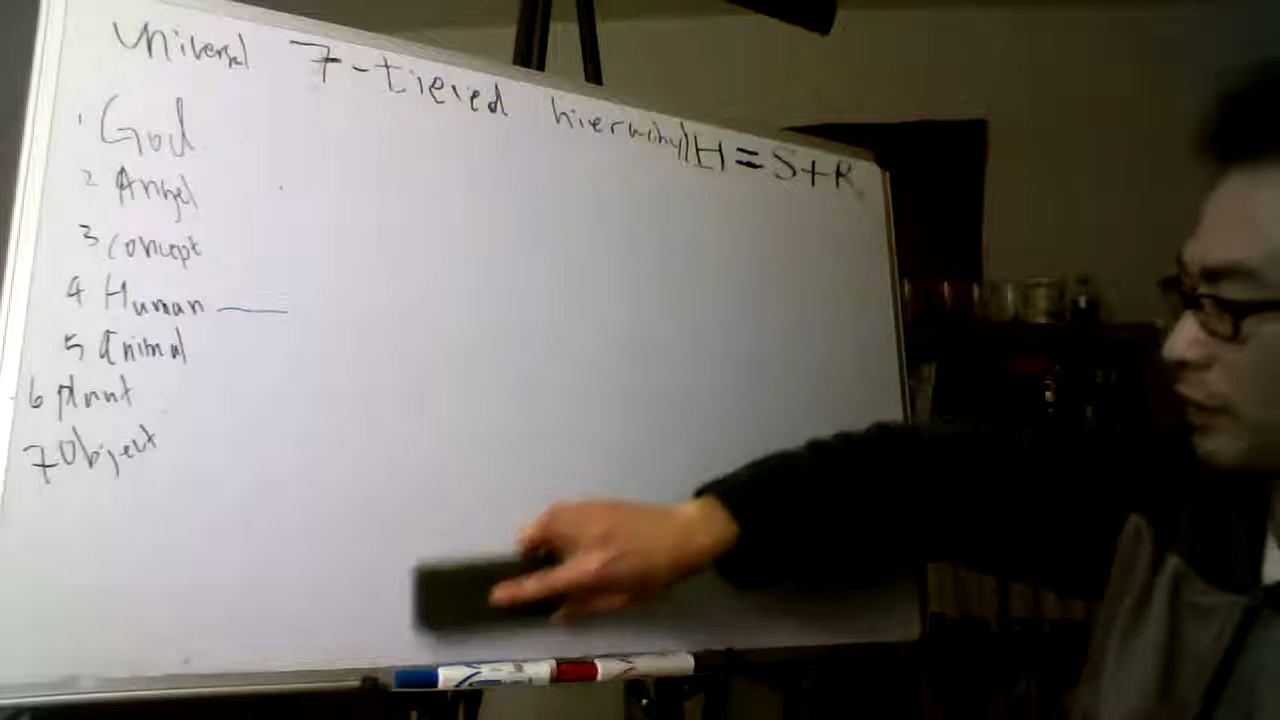 Universal 7-tiered hierarchy H=S+R
1 God
2 Angel
3 concept
4 Human
5 Animal
6 plant
7 Object